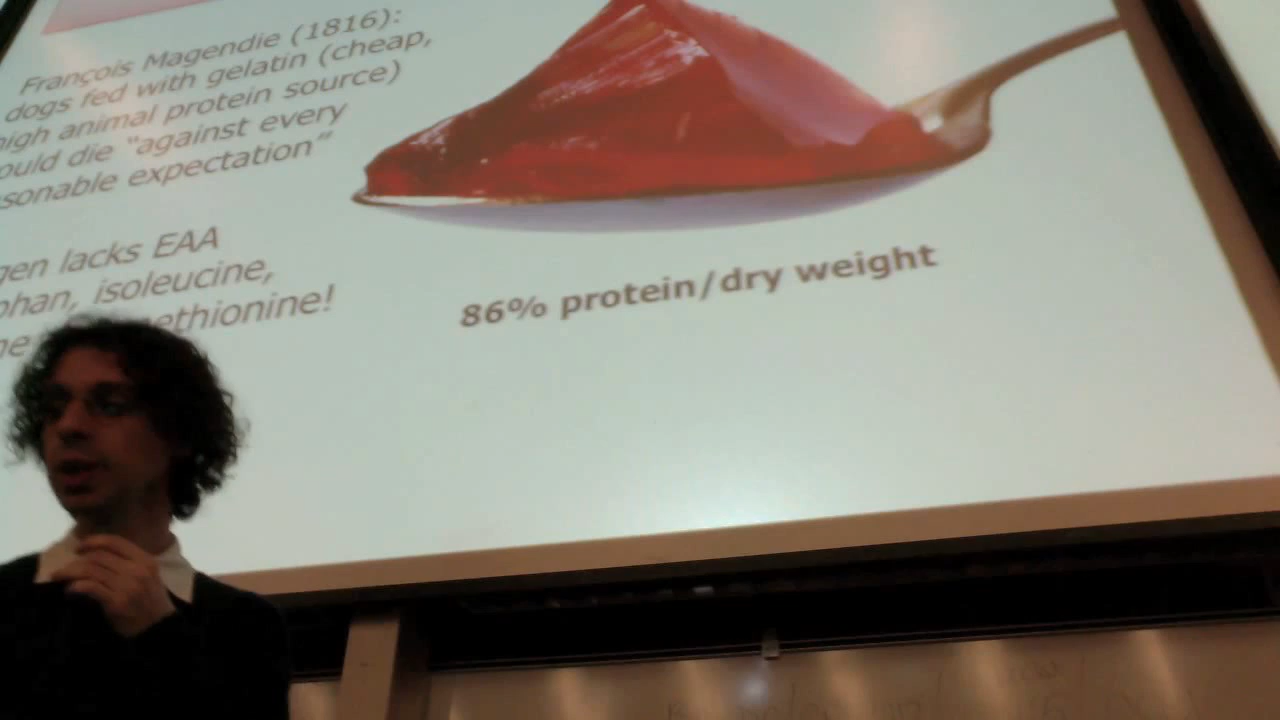 François Magendie (1816):
dogs fed with gelatin (cheap,
high animal protein source)
ould die “against every
sonable expectation”
gen lacks EAA
phan, isoleucine,
ethionine!
86% protein/dry weight